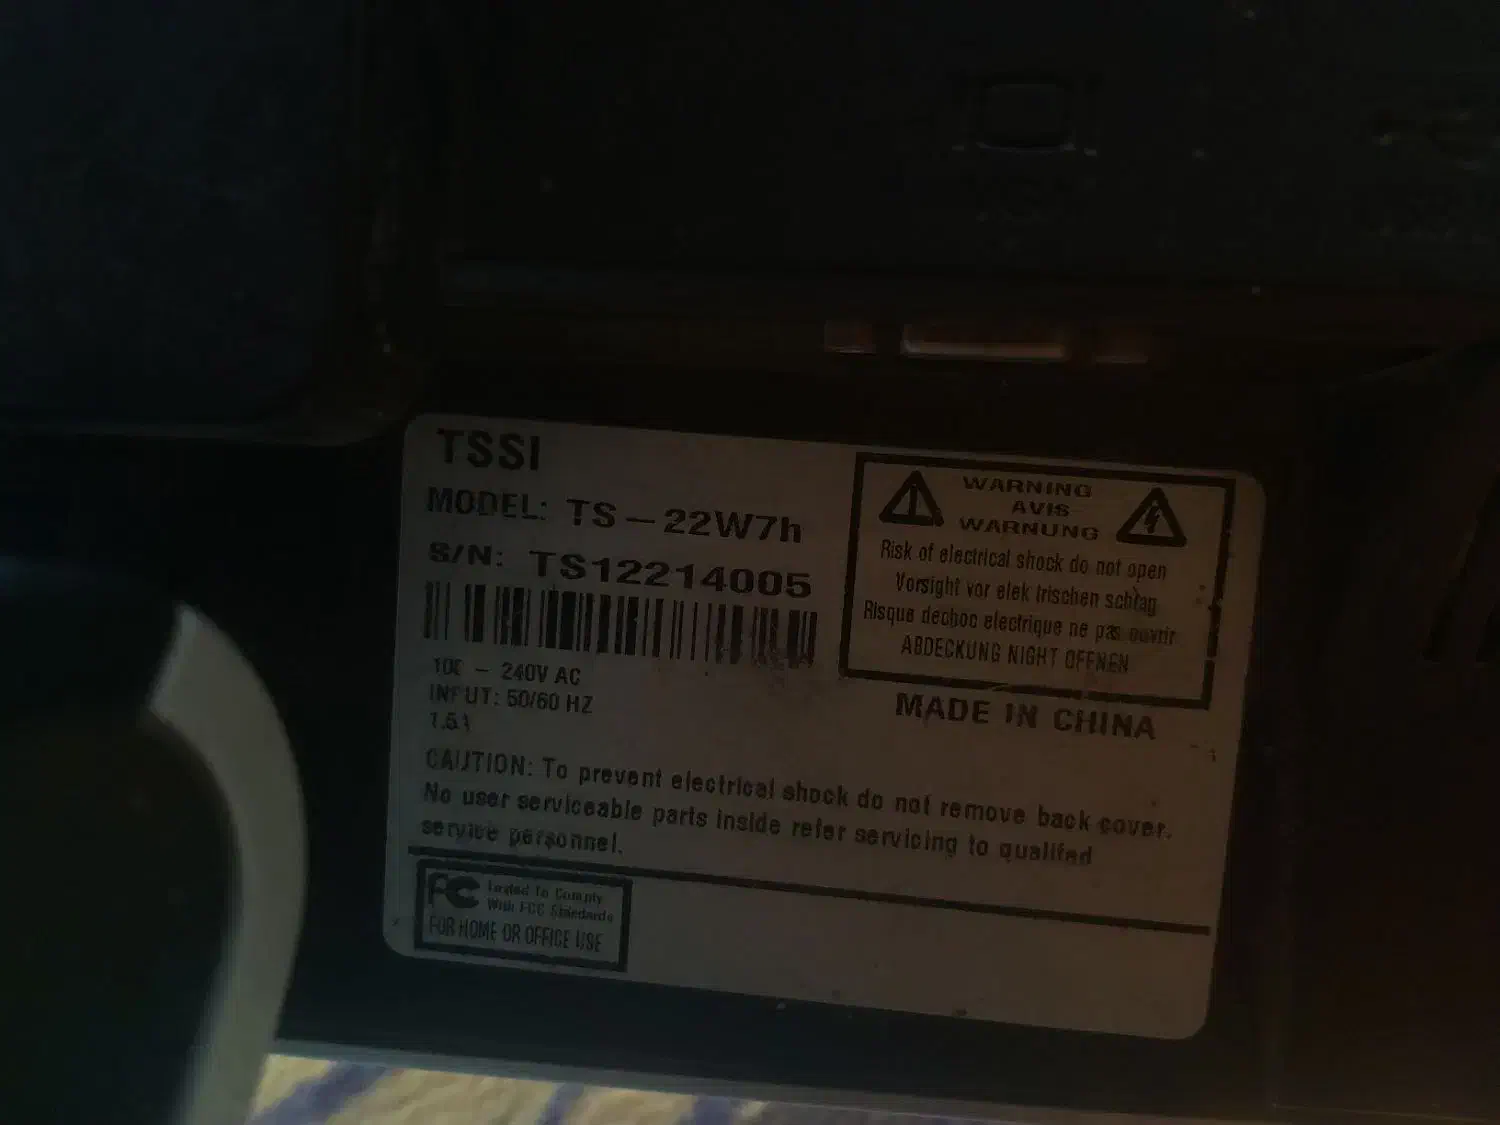 TSSI
MODEL: TS-22W7h
S/N: TS12214005
100 - 240V AC
INPUT: 50/60 HZ
WARNING
AVIS
WARNUNG
Risk of electrical shock do not open
Vorsight vor elek trischen schtag
Risque dechoc electrique ne pas ouvrir
ABDECKUNG NIGHT OFFNEN
MADE IN CHINA
CAUTION: To prevent electrical shock do not remove back cover.
No user serviceable parts inside refer servicing to qualifed
service personnel.
FC Tested To Comply
With FCC Standards
FOR HOME OR OFFICE USE